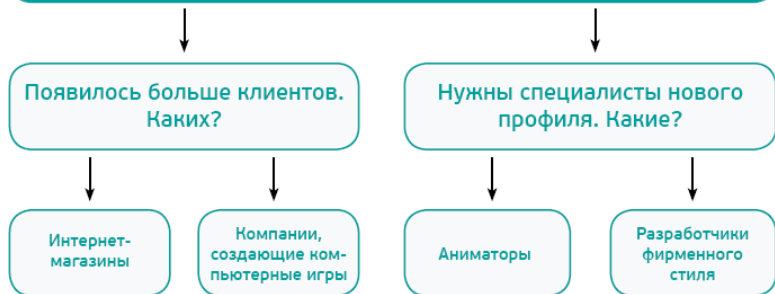 Появилось больше клиентов.
Каких?
Нужны специалисты нового
профиля. Какие?
Интернет-
магазины
Компании,
создающие ком-
пьютерные игры
Аниматоры
Разработчики
фирменного
стиля